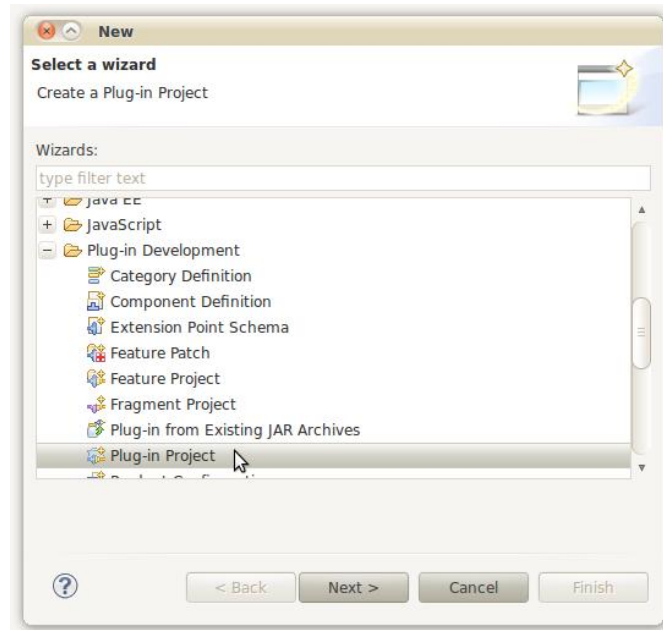 New
Select a wizard
Create a Plug-in Project
Wizards:
type filter text
Java EE
JavaScript
Plug-in Development
Category Definition
Component Definition
Extension Point Schema
Feature Patch
Feature Project
Fragment Project
Plug-in from Existing JAR Archives
Plug-in Project
< Back Next > Cancel Finish